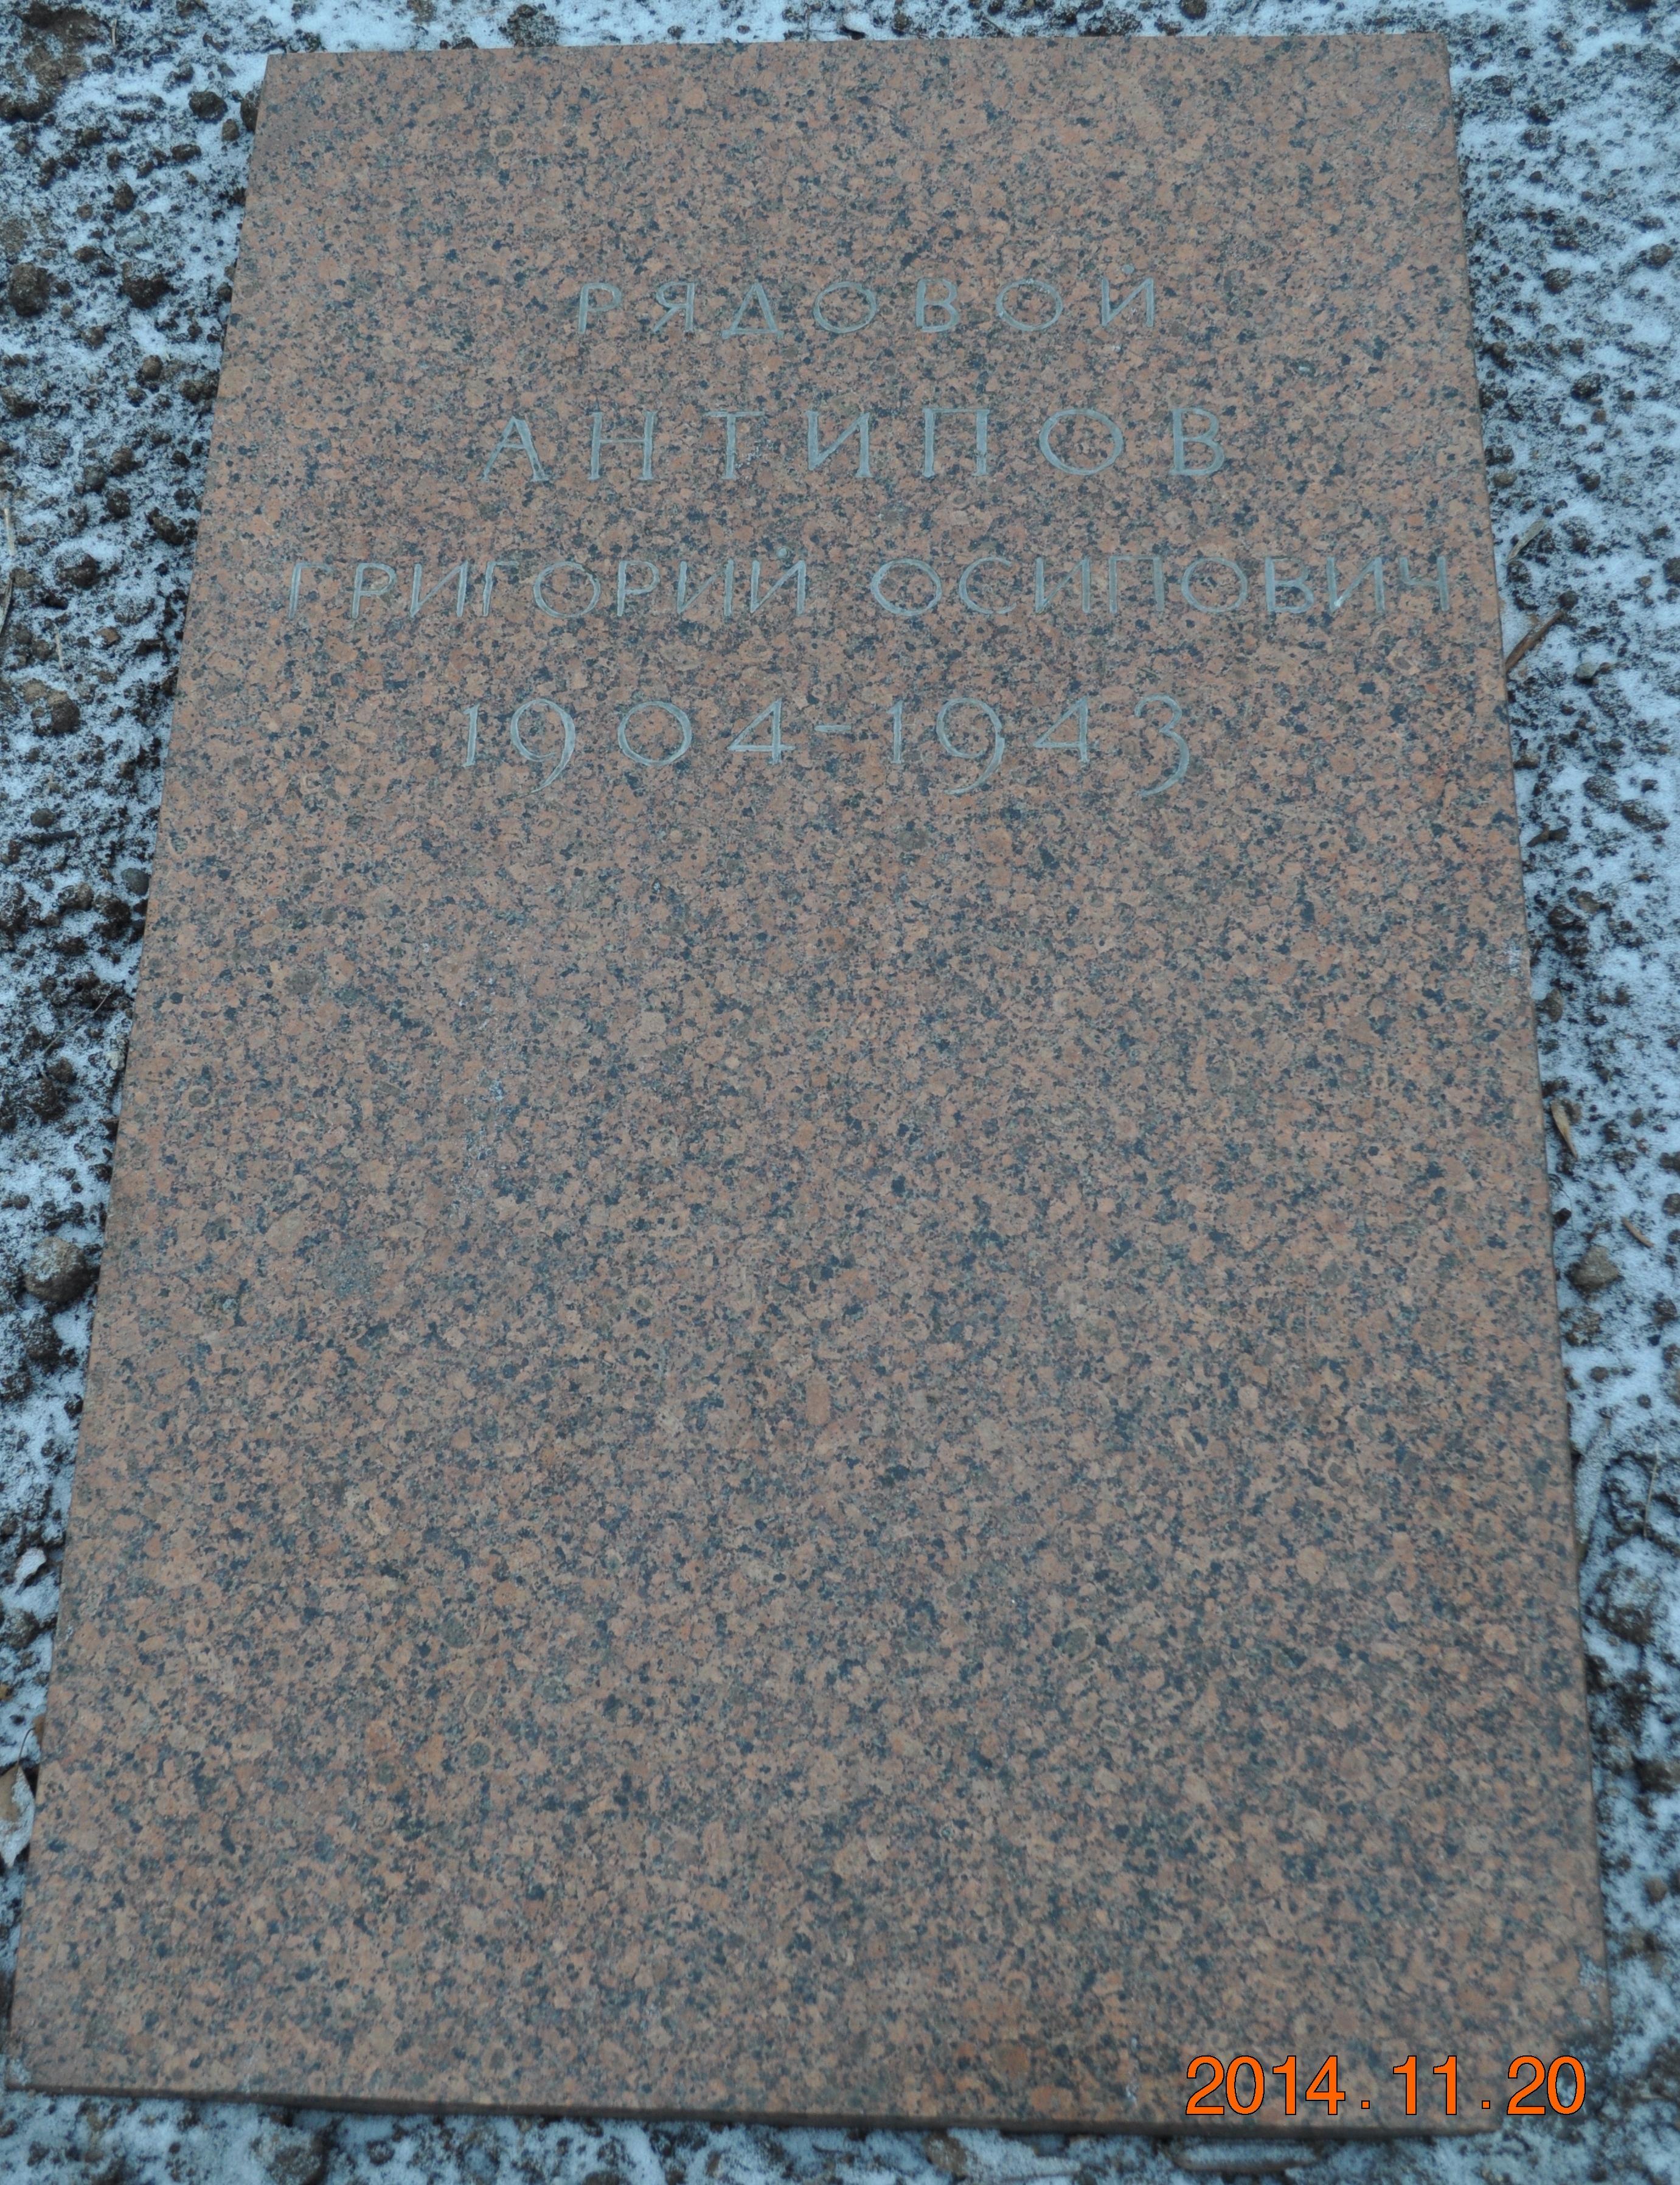 РЯДОВОЙ
АНТИПОВ
ГРИГОРИЙ ОСИПОВИЧ
1904-1943
2014.11.20